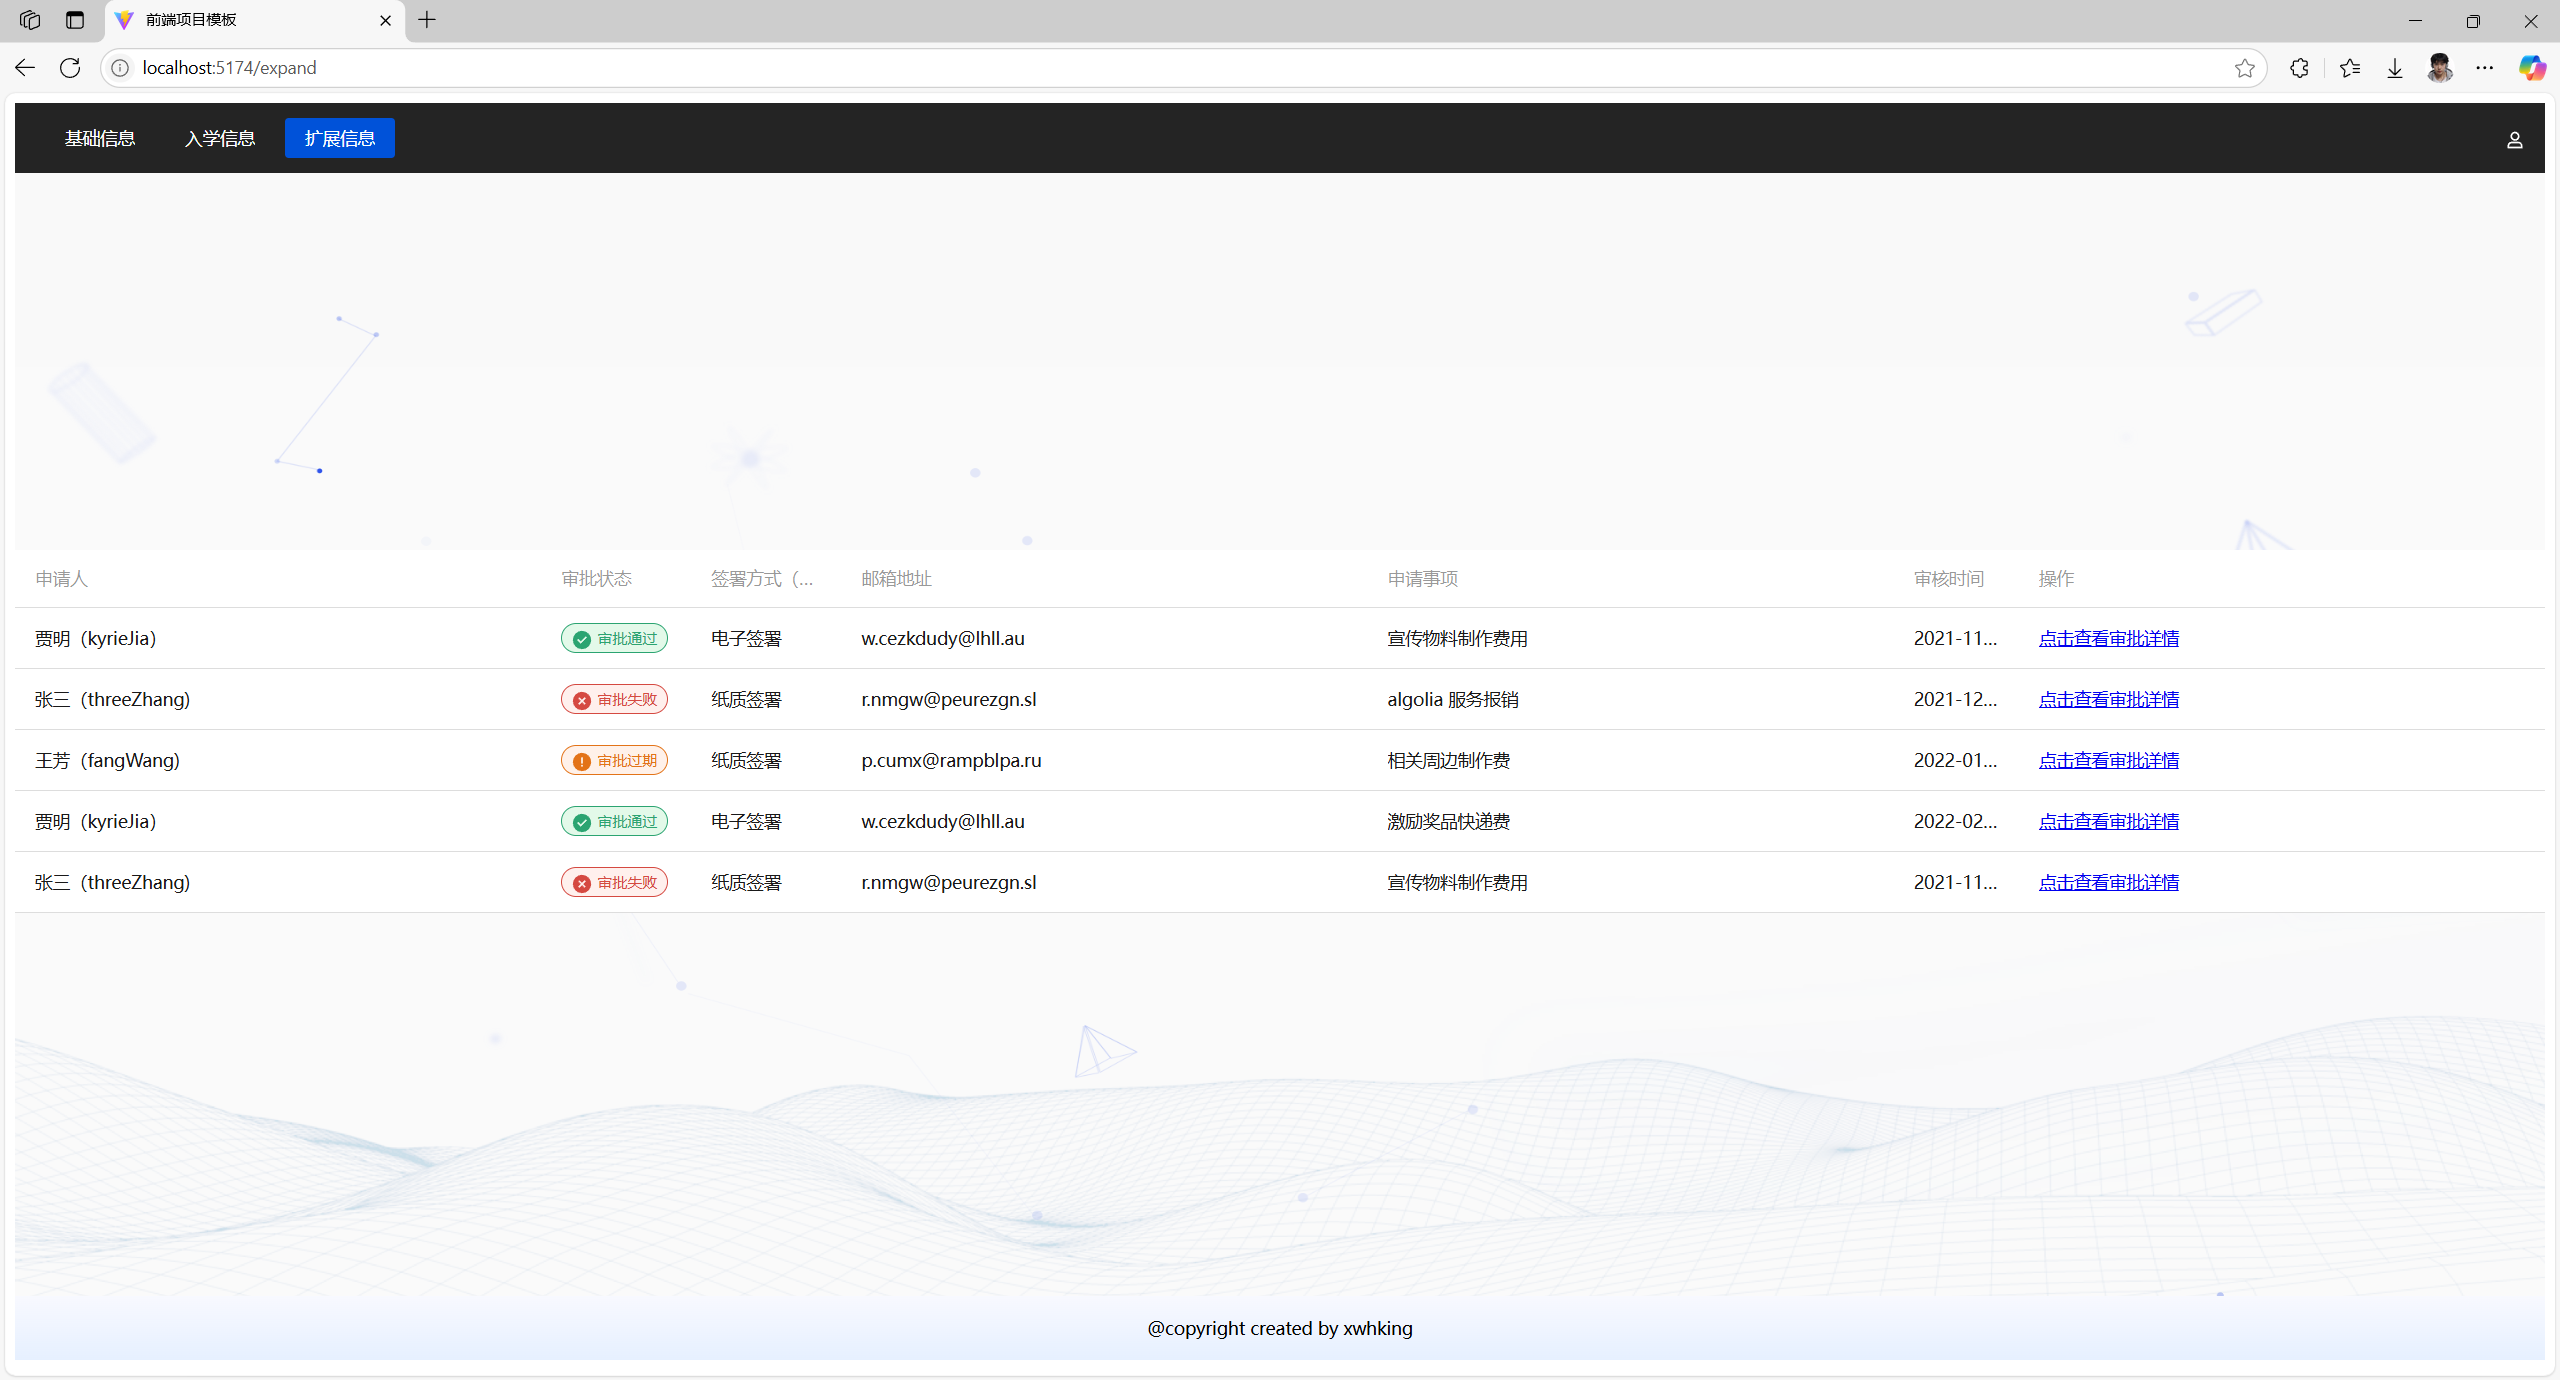 前端项目模板
localhost:5174/expand
基础信息 入学信息 扩展信息
申请人 审批状态 签署方式（... 邮箱地址 申请事项 审核时间 操作
贾明（kyrieJia） 审批通过 电子签署 w.cezkdudy@lhll.au 宣传物料制作费用 2021-11... 点击查看审批详情
张三（threeZhang) 审批失败 纸质签署 r.nmgw@peurezgn.sl algolia 服务报销 2021-12... 点击查看审批详情
王芳（fangWang) 审批过期 纸质签署 p.cumx@rampblpa.ru 相关周边制作费 2022-01... 点击查看审批详情
贾明（kyrieJia） 审批通过 电子签署 w.cezkdudy@lhll.au 激励奖品快递费 2022-02... 点击查看审批详情
张三（threeZhang) 审批失败 纸质签署 r.nmgw@peurezgn.sl 宣传物料制作费用 2021-11... 点击查看审批详情
@copyright created by xwhking